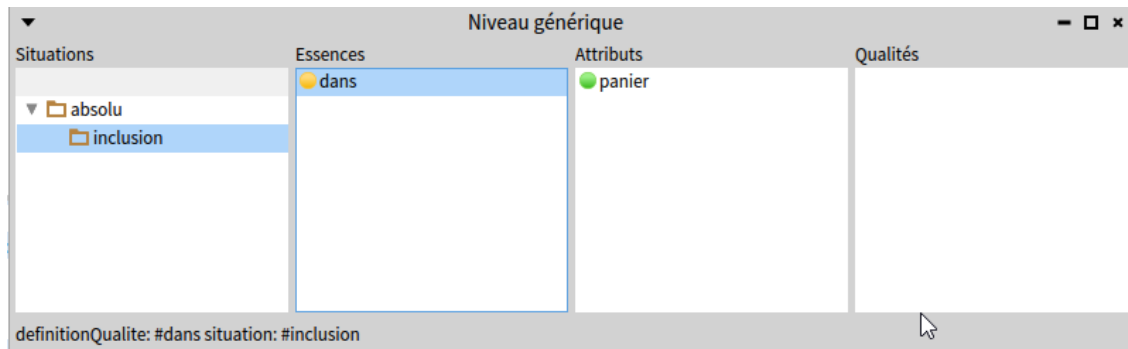 Niveau générique
Situations Essences Attributs Qualités
dans panier
absolu
inclusion
definitionQualite: #dans situation: #inclusion